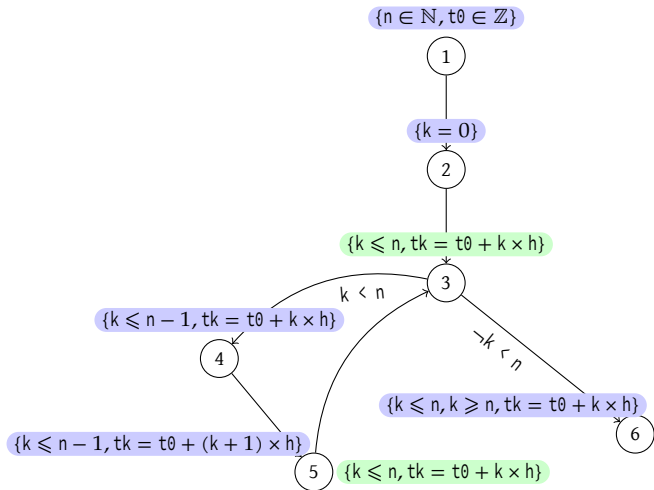 {n ∈ ℕ, t0 ∈ ℤ}
1
{k = 0}
2
{k ⩽ n, tk = t0 + k × h}
3
k < n
{k ⩽ n − 1, tk = t0 + k × h}
4
¬k < n
{k ⩽ n, k ⩾ n, tk = t0 + k × h}
6
{k ⩽ n − 1, tk = t0 + (k + 1) × h}
5
{k ⩽ n, tk = t0 + k × h}